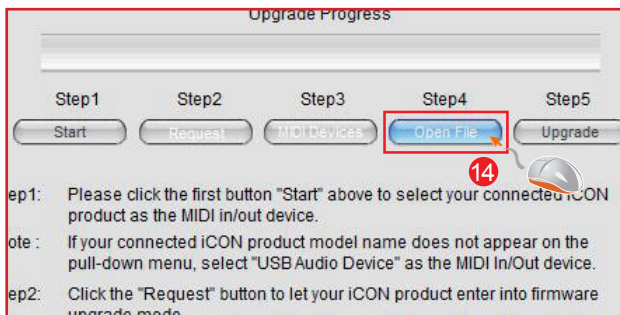 Upgrade Progress
Step1 Step2 Step3 Step4 Step5
Start Request MIDI Devices Open File Upgrade
14
ep1: Please click the first button "Start" above to select your connected iCON
product as the MIDI in/out device.
ote : If your connected iCON product model name does not appear on the
pull-down menu, select "USB Audio Device" as the MIDI In/Out device.
ep2: Click the "Request" button to let your iCON product enter into firmware
upgrade mode